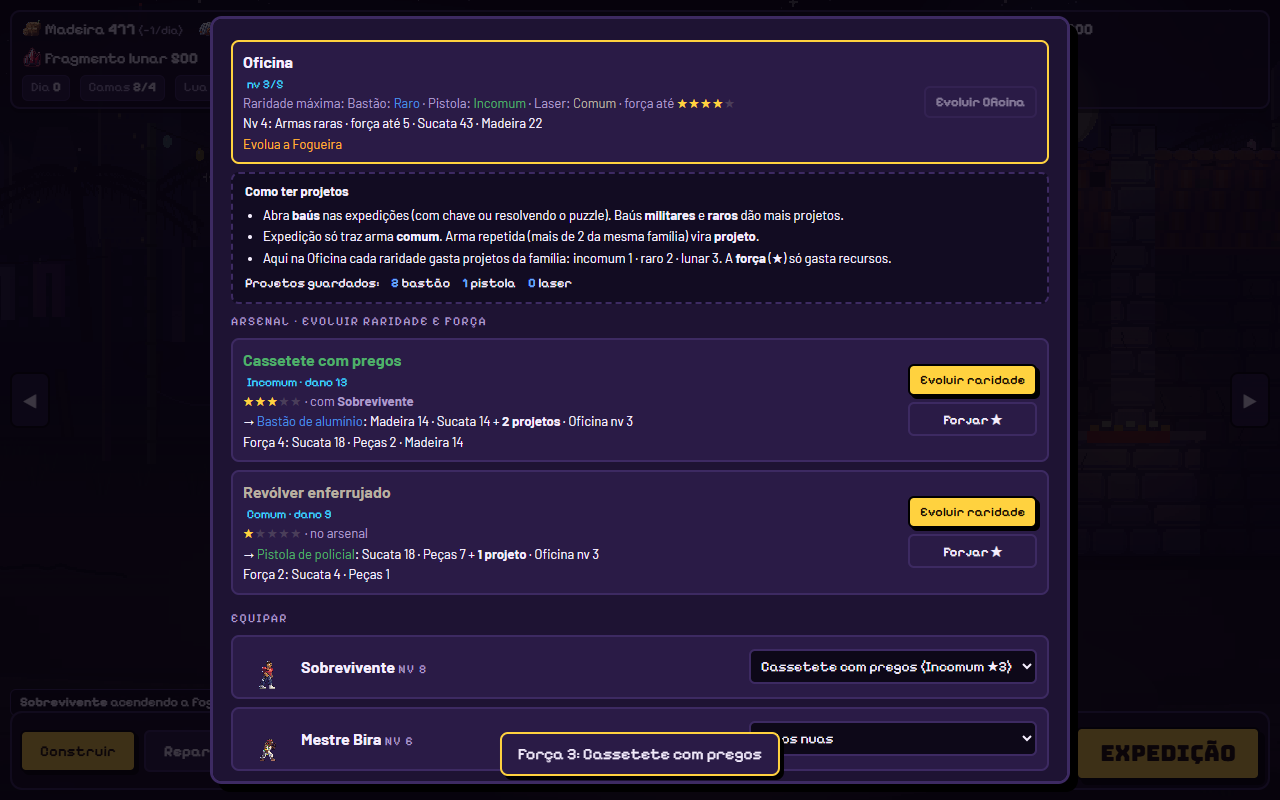 Madeira 477 (-1/dia)
00
Fragmento lunar 800
Dia 0
Camas 8/4
Lua
Oficina
nv 3/8
Raridade máxima: Bastão: Raro · Pistola: Incomum · Laser: Comum · força até ★★★★★
Nv 4: Armas raras · força até 5 · Sucata 43 · Madeira 22
Evolua a Fogueira
Evoluir Oficina
Como ter projetos
• Abra baús nas expedições (com chave ou resolvendo o puzzle). Baús militares e raros dão mais projetos.
• Expedição só traz arma comum. Arma repetida (mais de 2 da mesma família) vira projeto.
• Aqui na Oficina cada raridade gasta projetos da família: incomum 1 · raro 2 · lunar 3. A força (★) só gasta recursos.
Projetos guardados: 8 bastão 1 pistola 0 laser
ARSENAL · EVOLUIR RARIDADE E FORÇA
Cassetete com pregos
Incomum · dano 13
★★★★★ · com Sobrevivente
→ Bastão de alumínio: Madeira 14 · Sucata 14 + 2 projetos · Oficina nv 3
Força 4: Sucata 18 · Peças 2 · Madeira 14
Evoluir raridade
Forjar ★
Revólver enferrujado
Comum · dano 9
★★★★★ · no arsenal
→ Pistola de policial: Sucata 18 · Peças 7 + 1 projeto · Oficina nv 3
Força 2: Sucata 4 · Peças 1
Evoluir raridade
Forjar ★
EQUIPAR
Sobrevivente NV 8
Cassetete com pregos (Incomum ★3)
Mestre Bira NV 6
os nuas
Força 3: Cassetete com pregos
Sobrevivente acendendo a Fog
Construir
Repar
EXPEDIÇÃO